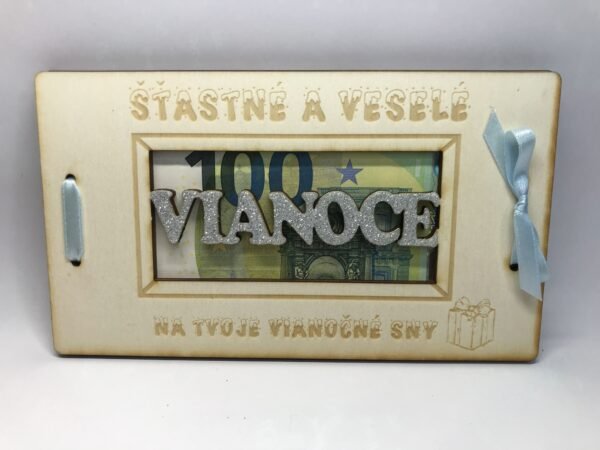 ŠŤASTNÉ A VESELÉ
100
VIANOCE
NA TVOJE VIANOČNÉ SNY